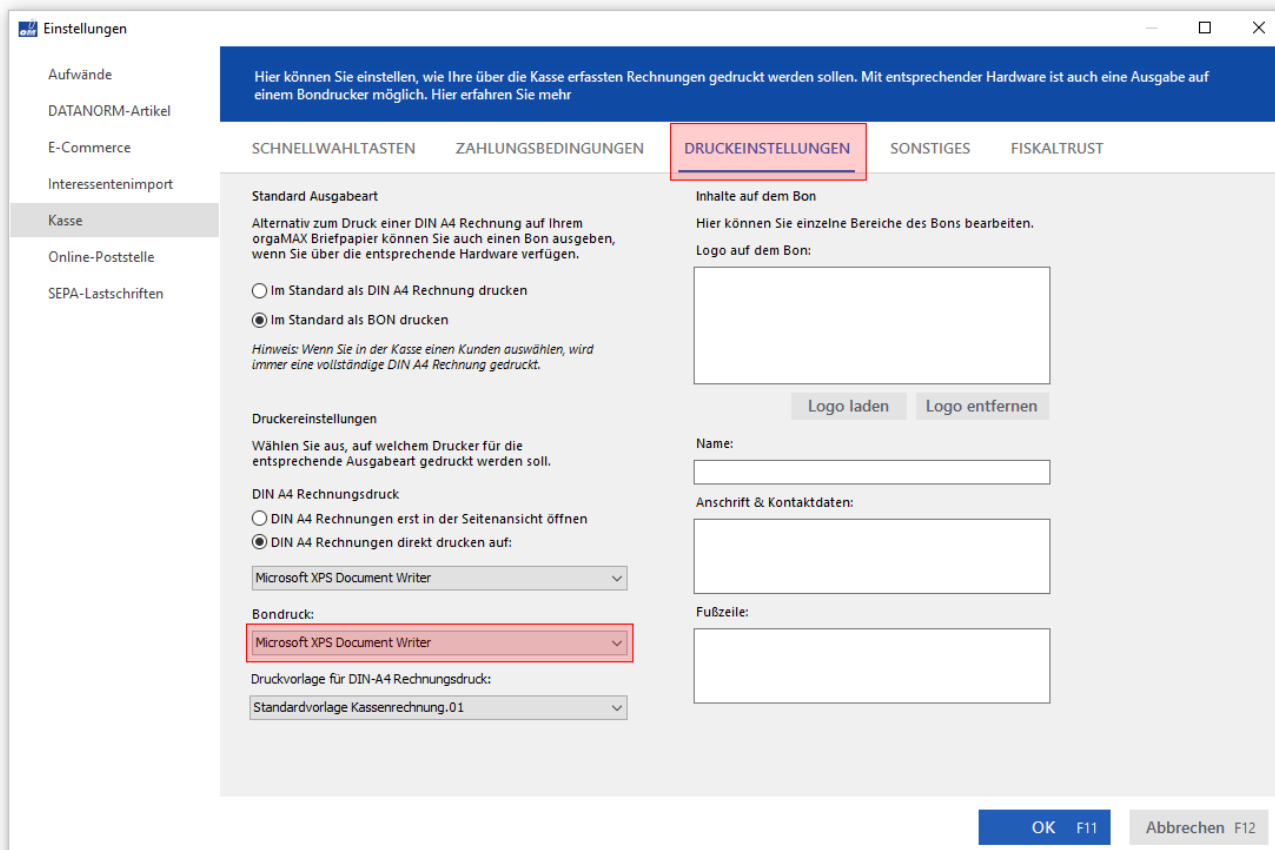 Einstellungen
Aufwände
DATANORM-Artikel
E-Commerce
Interessentenimport
Kasse
Online-Poststelle
SEPA-Lastschriften
Hier können Sie einstellen, wie Ihre über die Kasse erfassten Rechnungen gedruckt werden sollen. Mit entsprechender Hardware ist auch eine Ausgabe auf
einem Bondrucker möglich. Hier erfahren Sie mehr
SCHNELLWAHLTASTEN ZAHLUNGSBEDINGUNGEN DRUCKEINSTELLUNGEN SONSTIGES FISKALTRUST
Standard Ausgabeart
Alternativ zum Druck einer DIN A4 Rechnung auf Ihrem
orgaMAX Briefpapier können Sie auch einen Bon ausgeben,
wenn Sie über die entsprechende Hardware verfügen.
Im Standard als DIN A4 Rechnung drucken
Im Standard als BON drucken
Hinweis: Wenn Sie in der Kasse einen Kunden auswählen, wird
immer eine vollständige DIN A4 Rechnung gedruckt.
Druckereinstellungen
Wählen Sie aus, auf welchem Drucker für die
entsprechende Ausgabeart gedruckt werden soll.
DIN A4 Rechnungsdruck
DIN A4 Rechnungen erst in der Seitenansicht öffnen
DIN A4 Rechnungen direkt drucken auf:
Microsoft XPS Document Writer
Bondruck:
Microsoft XPS Document Writer
Druckvorlage für DIN-A4 Rechnungsdruck:
Standardvorlage Kassenrechnung.01
Inhalte auf dem Bon
Hier können Sie einzelne Bereiche des Bons bearbeiten.
Logo auf dem Bon:
Logo laden Logo entfernen
Name:
Anschrift & Kontaktdaten:
Fußzeile:
OK F11 Abbrechen F12